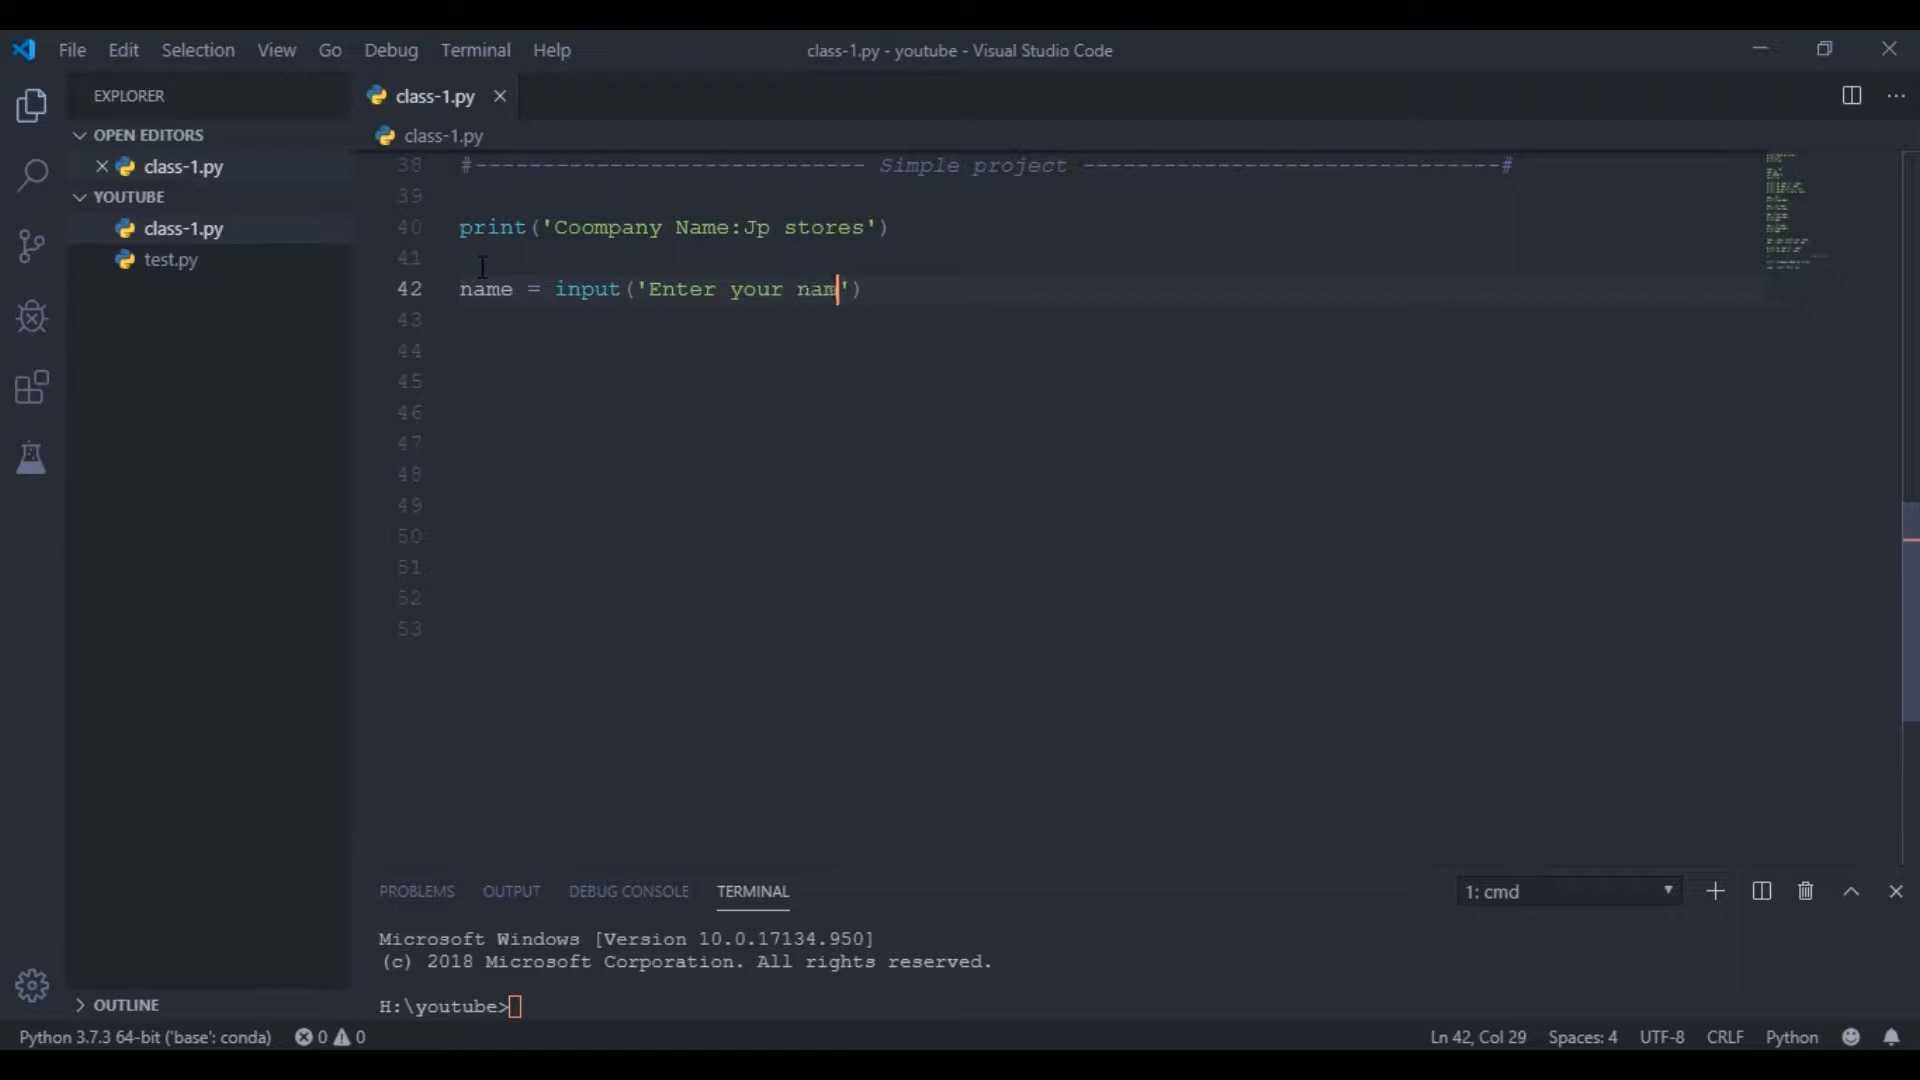 File Edit Selection View Go Debug Terminal Help
class-1.py - youtube - Visual Studio Code
EXPLORER
OPEN EDITORS
class-1.py
YOUTUBE
class-1.py
test.py
OUTLINE
class-1.py
class-1.py
38 #----------------------------- Simple project -------------------------------#
39
40 print('Coompany Name:Jp stores')
41
42 name = input('Enter your nam')
43
44
45
46
47
48
49
50
51
52
53
PROBLEMS OUTPUT DEBUG CONSOLE TERMINAL
1: cmd
Microsoft Windows [Version 10.0.17134.950]
(c) 2018 Microsoft Corporation. All rights reserved.
H:\youtube>
Python 3.7.3 64-bit ('base': conda) 0 0 Ln 42, Col 29 Spaces: 4 UTF-8 CRLF Python